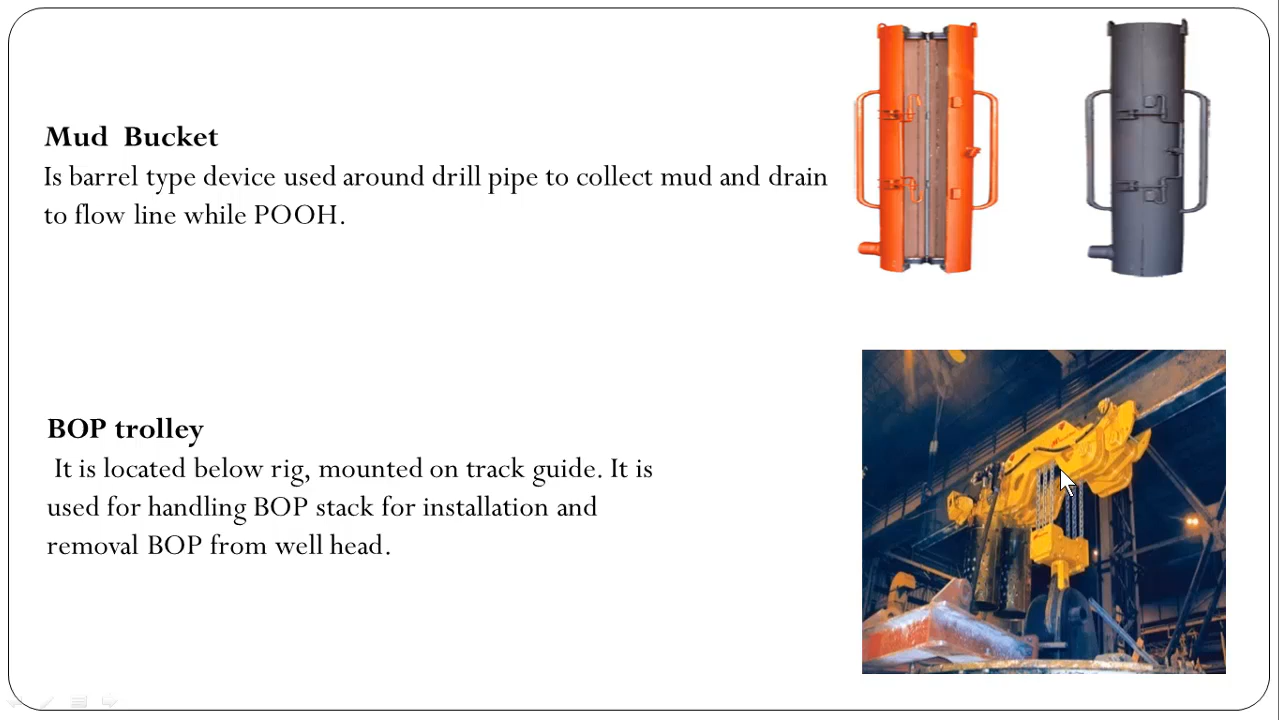 Mud Bucket
Is barrel type device used around drill pipe to collect mud and drain
to flow line while POOH.
BOP trolley
It is located below rig, mounted on track guide. It is
used for handling BOP stack for installation and
removal BOP from well head.